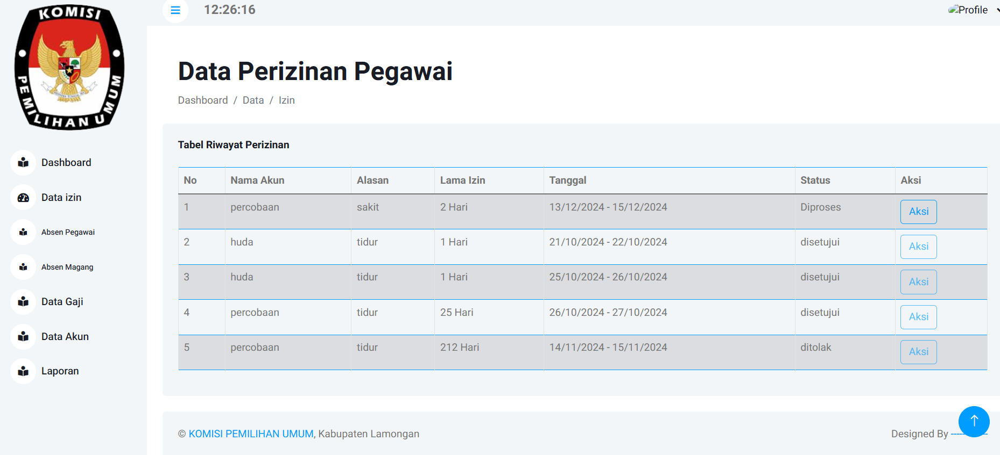 KOMISI
PEMILIHAN UMUM
12:26:16
Profile
Dashboard
Data izin
Absen Pegawai
Absen Magang
Data Gaji
Data Akun
Laporan
Data Perizinan Pegawai
Dashboard / Data / Izin
Tabel Riwayat Perizinan
No Nama Akun Alasan Lama Izin Tanggal Status Aksi
1 percobaan sakit 2 Hari 13/12/2024 - 15/12/2024 Diproses Aksi
2 huda tidur 1 Hari 21/10/2024 - 22/10/2024 disetujui Aksi
3 huda tidur 1 Hari 25/10/2024 - 26/10/2024 disetujui Aksi
4 percobaan tidur 25 Hari 26/10/2024 - 27/10/2024 disetujui Aksi
5 percobaan tidur 212 Hari 14/11/2024 - 15/11/2024 ditolak Aksi
© KOMISI PEMILIHAN UMUM, Kabupaten Lamongan
Designed By